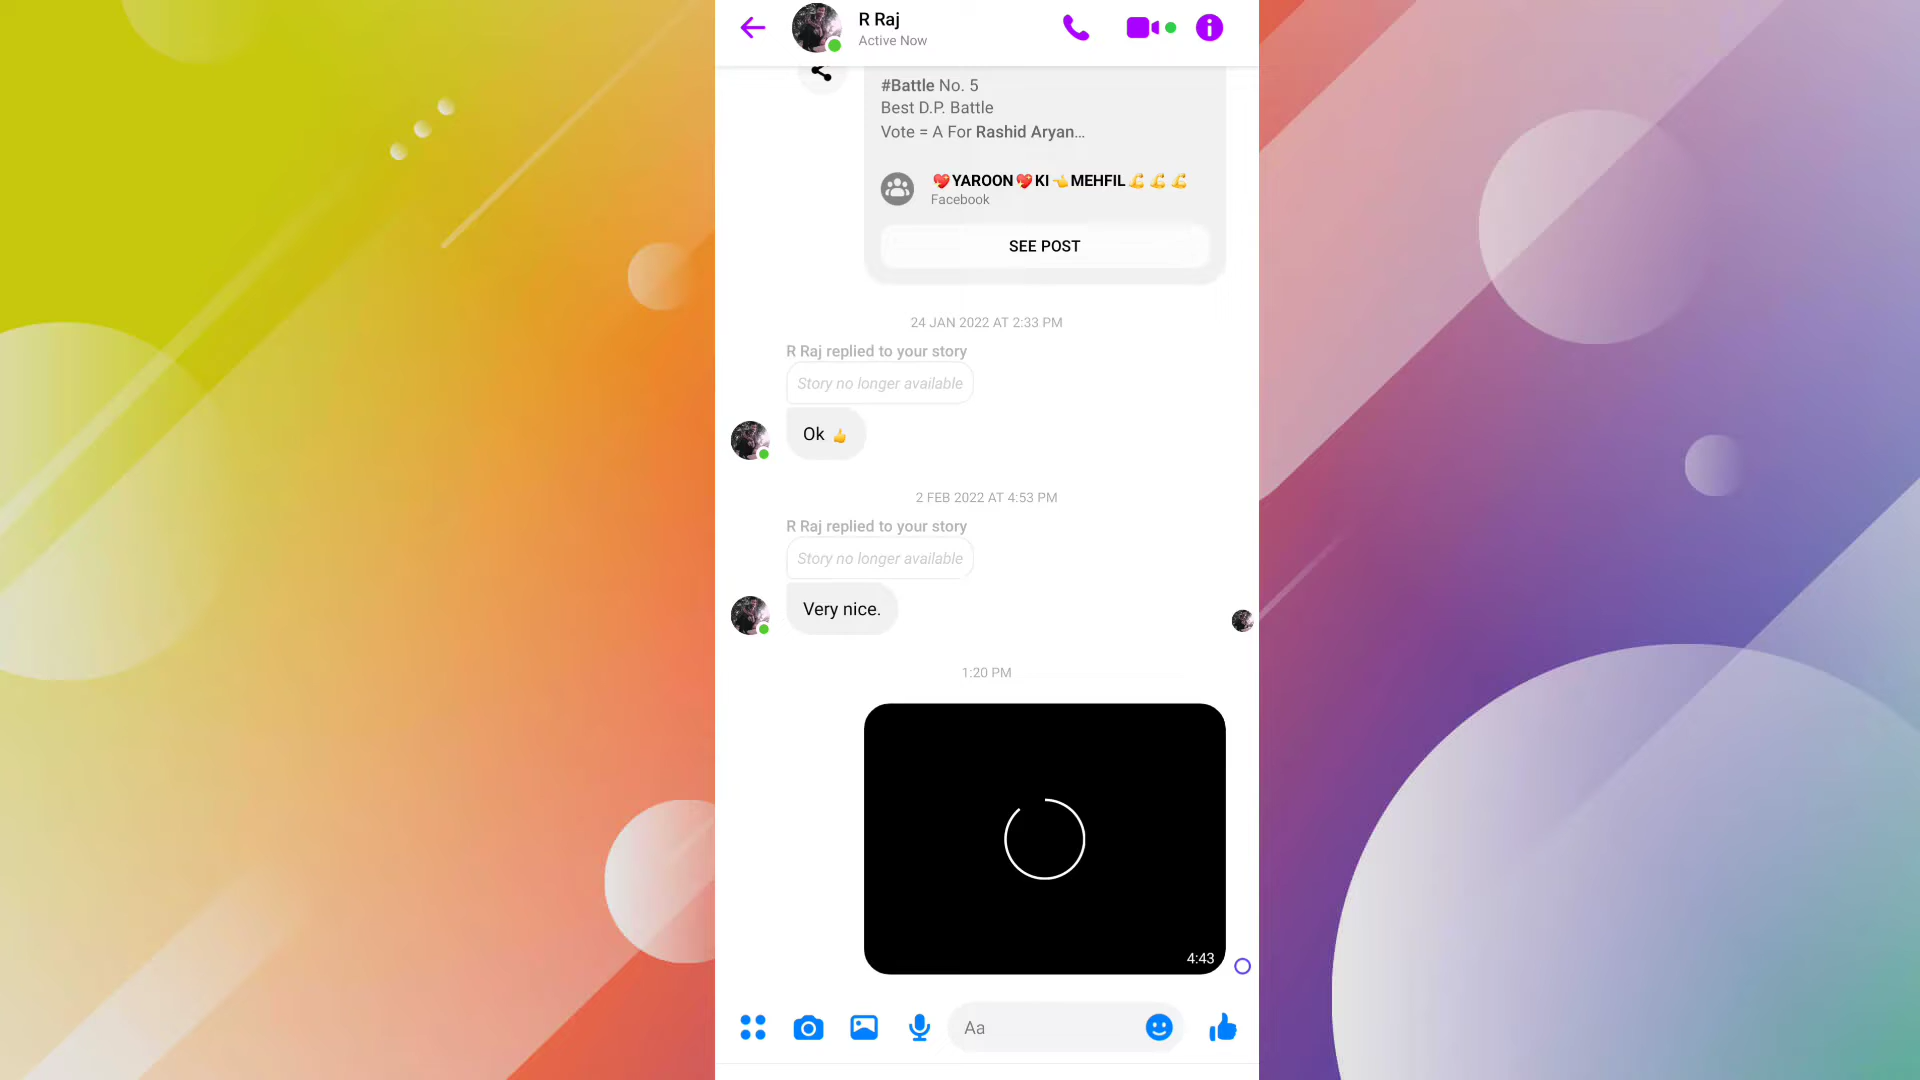 R Raj
Active Now
#Battle No. 5
Best D.P. Battle
Vote = A For Rashid Aryan...
💖YAROON💖KI👈MEHFIL💪💪💪
Facebook
SEE POST
24 JAN 2022 AT 2:33 PM
R Raj replied to your story
Story no longer available
Ok 👍
2 FEB 2022 AT 4:53 PM
R Raj replied to your story
Story no longer available
Very nice.
1:20 PM
4:43
Aa